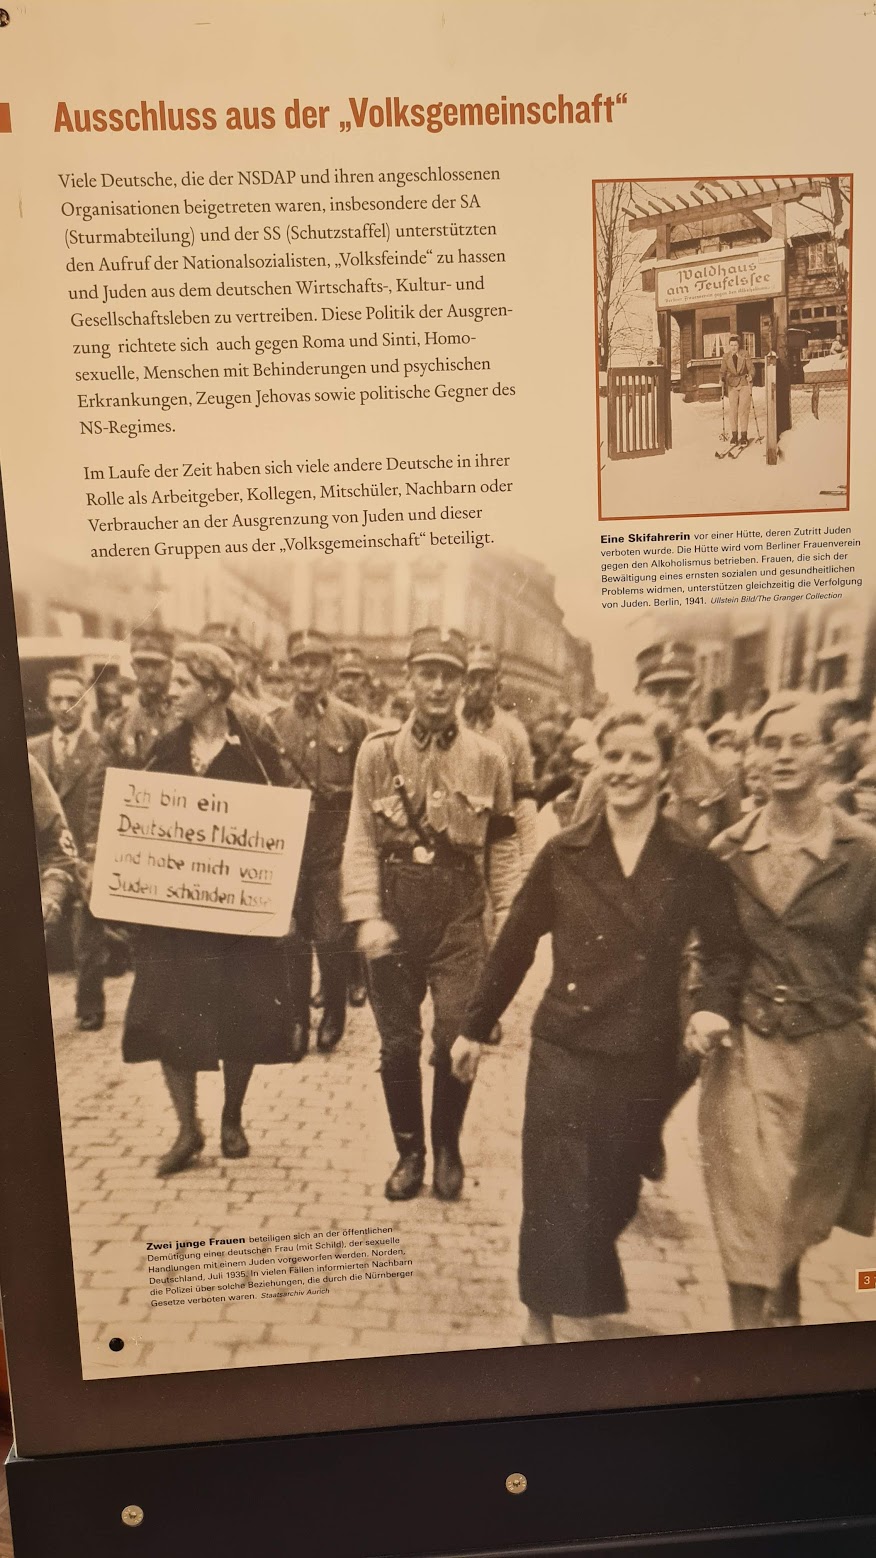 Ausschluss aus der „Volksgemeinschaft“
Viele Deutsche, die der NSDAP und ihren angeschlossenen
Organisationen beigetreten waren, insbesondere der SA
(Sturmabteilung) und der SS (Schutzstaffel) unterstützten
den Aufruf der Nationalsozialisten, „Volksfeinde“ zu hassen
und Juden aus dem deutschen Wirtschafts-, Kultur- und
Gesellschaftsleben zu vertreiben. Diese Politik der Ausgren-
zung richtete sich auch gegen Roma und Sinti, Homo-
sexuelle, Menschen mit Behinderungen und psychischen
Erkrankungen, Zeugen Jehovas sowie politische Gegner des
NS-Regimes.
Im Laufe der Zeit haben sich viele andere Deutsche in ihrer
Rolle als Arbeitgeber, Kollegen, Mitschüler, Nachbarn oder
Verbraucher an der Ausgrenzung von Juden und dieser
anderen Gruppen aus der „Volksgemeinschaft“ beteiligt.
Waldhaus
am Teufelssee
Eine Skifahrerin vor einer Hütte, deren Zutritt Juden
verboten wurde. Die Hütte wird vom Berliner Frauenverein
gegen den Alkoholismus betrieben. Frauen, die sich der
Bewältigung eines ernsten sozialen und gesundheitlichen
Problems widmen, unterstützen gleichzeitig die Verfolgung
von Juden. Berlin, 1941. Ullstein Bild/The Granger Collection
Ich bin ein
Deutsches Mädchen
und habe mich vom
Juden schänden lasse
Zwei junge Frauen beteiligen sich an der öffentlichen
Demütigung einer deutschen Frau (mit Schild), der sexuelle
Handlungen mit einem Juden vorgeworfen werden. Norden,
Deutschland, Juli 1935. In vielen Fällen informierten Nachbarn
die Polizei über solche Beziehungen, die durch die Nürnberger
Gesetze verboten waren. Staatsarchiv Aurich
3